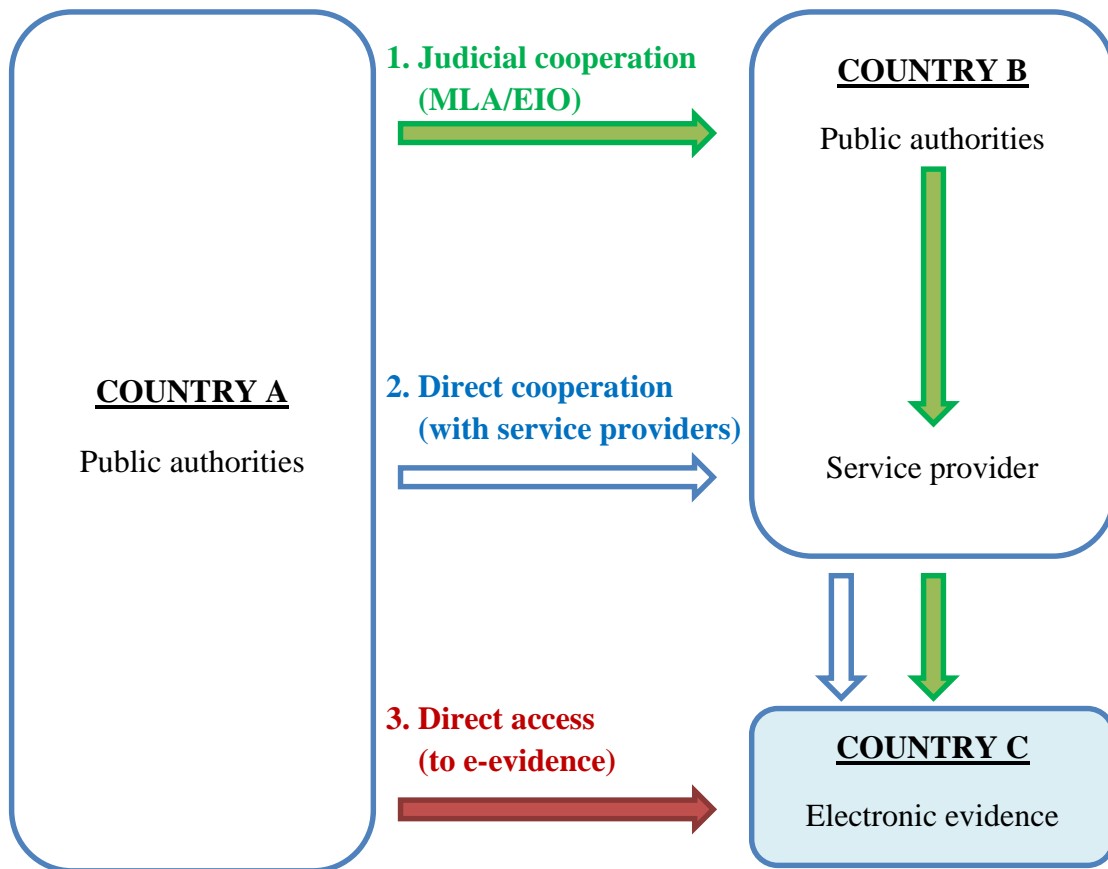 COUNTRY A
Public authorities
1. Judicial cooperation
(MLA/EIO)
2. Direct cooperation
(with service providers)
3. Direct access
(to e-evidence)
COUNTRY B
Public authorities
Service provider
COUNTRY C
Electronic evidence